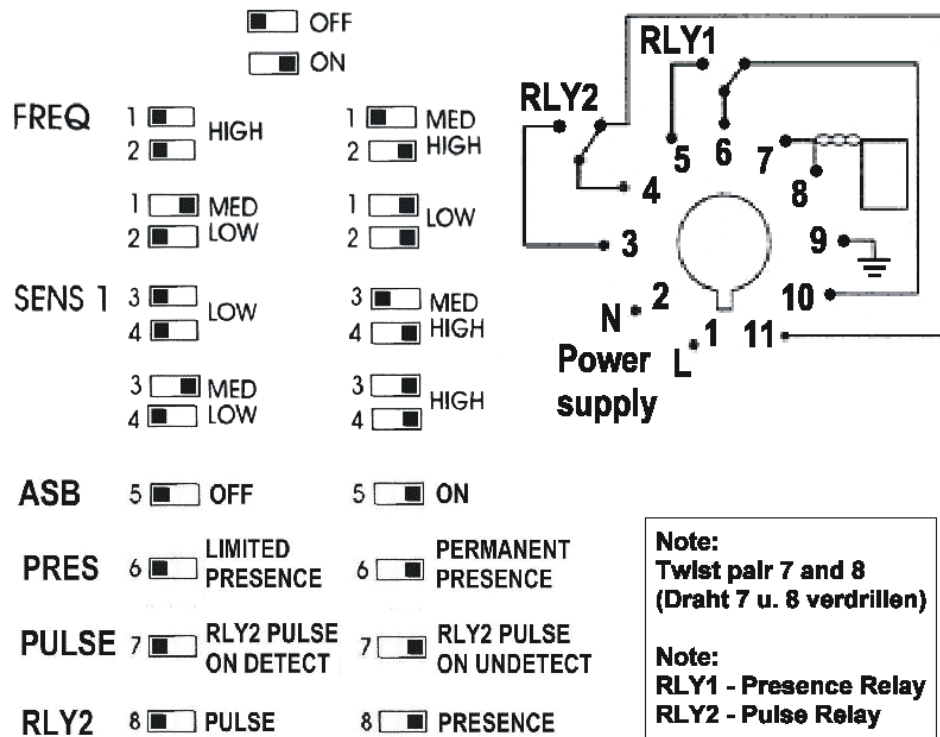 OFF
ON
FREQ
1
2
HIGH
1
2
MED
HIGH
1
2
MED
LOW
1
2
LOW
SENS 1
3
4
LOW
3
4
MED
HIGH
3
4
MED
LOW
3
4
HIGH
ASB
5
OFF
5
ON
PRES
6
LIMITED
PRESENCE
6
PERMANENT
PRESENCE
PULSE
7
RLY2 PULSE
ON DETECT
7
RLY2 PULSE
ON UNDETECT
RLY2
8
PULSE
8
PRESENCE
RLY1
RLY2
5
6
7
8
4
3
9
2
10
N
1
11
Power
supply
L
Note:
Twist pair 7 and 8
(Draht 7 u. 8 verdrillen)
Note:
RLY1 - Presence Relay
RLY2 - Pulse Relay